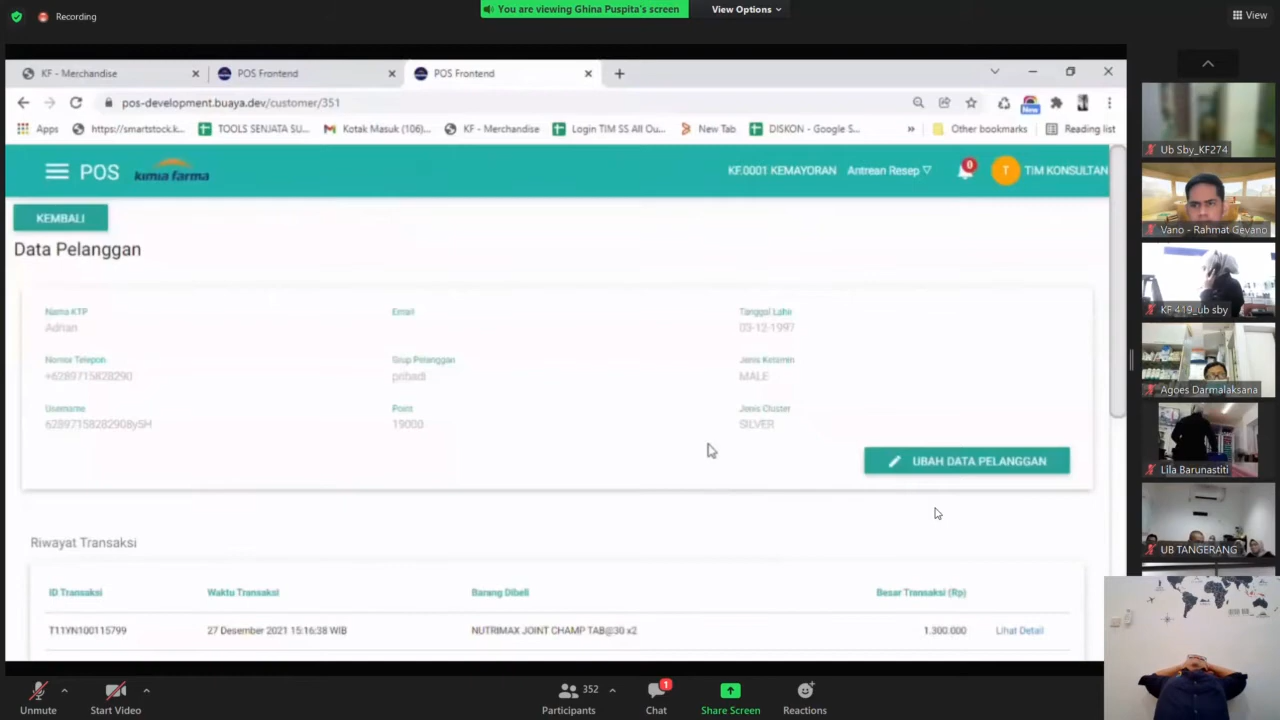 Recording
You are viewing Ghina Puspita's screen
View Options
View
KF - Merchandise
POS Frontend
POS Frontend
pos-development.buaya.dev/customer/351
New
Apps
https://smartstock.k...
TOOLS SENJATA SU...
Kotak Masuk (106)...
KF - Merchandise
Login TIM SS All Ou...
New Tab
DISKON - Google S...
Other bookmarks
Reading list
POS
kimia farma
KF.0001 KEMAYORAN
Antrean Resep
0
T
TIM KONSULTAN
KEMBALI
Data Pelanggan
Nama KTP
Email
Tanggal Lahir
Adrian
03-12-1997
Nomor Telepon
Grup Pelanggan
Jenis Kelamin
+6289715828290
pribadi
MALE
Username
Point
Jenis Cluster
62897158282908ySH
19000
SILVER
UBAH DATA PELANGGAN
Riwayat Transaksi
ID Transaksi
Waktu Transaksi
Barang Dibeli
Besar Transaksi (Rp)
T11YN100115799
27 Desember 2021 15:16:38 WIB
NUTRIMAX JOINT CHAMP TAB@30 x2
1.300.000
Lihat Detail
Ub Sby_KF274
Vano - Rahmat Gevano
KF 419_ub sby
Agoes Darmalaksana
Lila Barunastiti
UB TANGERANG
Unmute
Start Video
352
Participants
1
Chat
Share Screen
Reactions